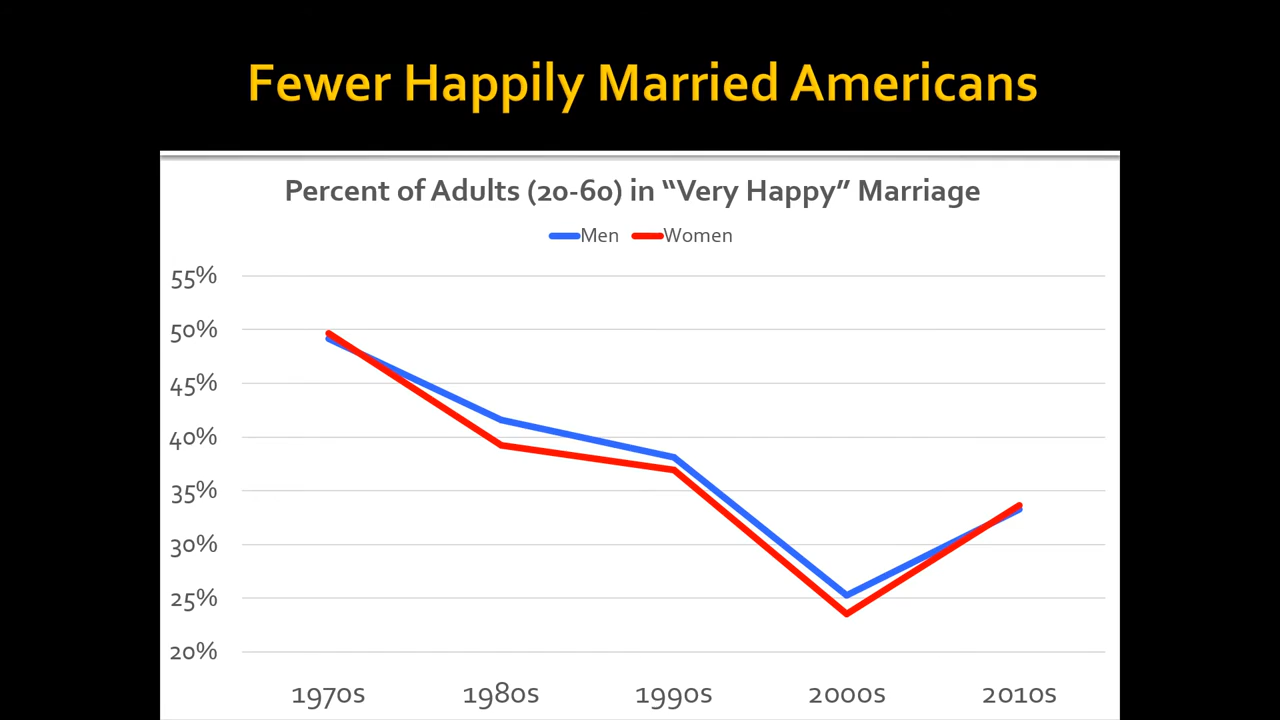 Fewer Happily Married Americans
Percent of Adults (20-60) in “Very Happy” Marriage
Men Women
55%
50%
45%
40%
35%
30%
25%
20%
1970s 1980s 1990s 2000s 2010s